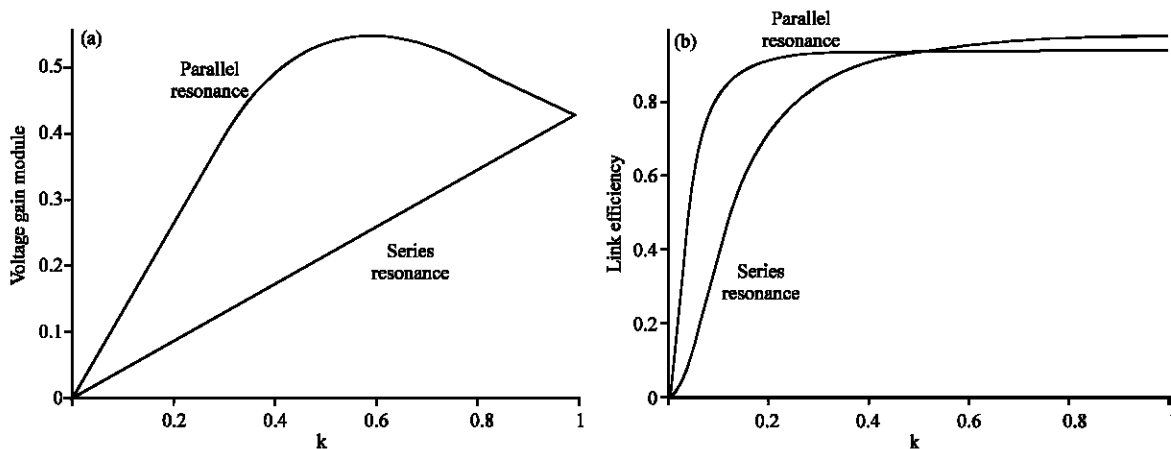 (a)
Parallel
resonance
Series
resonance
Voltage gain module
0.5
0.4
0.3
0.2
0.1
0
0.2
0.4
0.6
0.8
1
k
(b)
Parallel
resonance
Series
resonance
Link efficiency
0.8
0.6
0.4
0.2
0
0.2
0.4
0.6
0.8
1
k